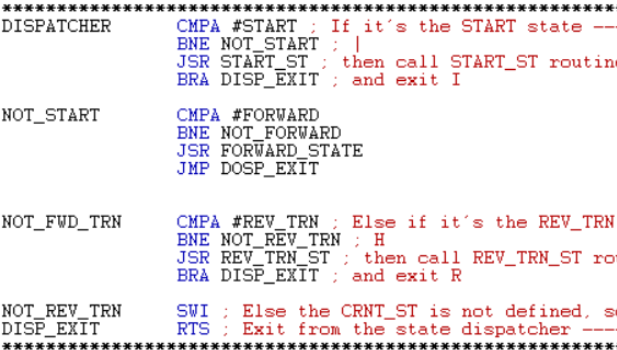 ************************************************************
DISPATCHER CMPA #START ; If it´s the START state --
BNE NOT_START ; |
JSR START_ST ; then call START_ST routin
BRA DISP_EXIT ; and exit I
NOT_START CMPA #FORWARD
BNE NOT_FORWARD
JSR FORWARD_STATE
JMP DOSP_EXIT
NOT_FWD_TRN CMPA #REV_TRN ; Else if it´s the REV_TRN
BNE NOT_REV_TRN ; H
JSR REV_TRN_ST ; then call REV_TRN_ST ro
BRA DISP_EXIT ; and exit R
NOT_REV_TRN SWI ; Else the CRNT_ST is not defined, s
DISP_EXIT RTS ; Exit from the state dispatcher ----
************************************************************